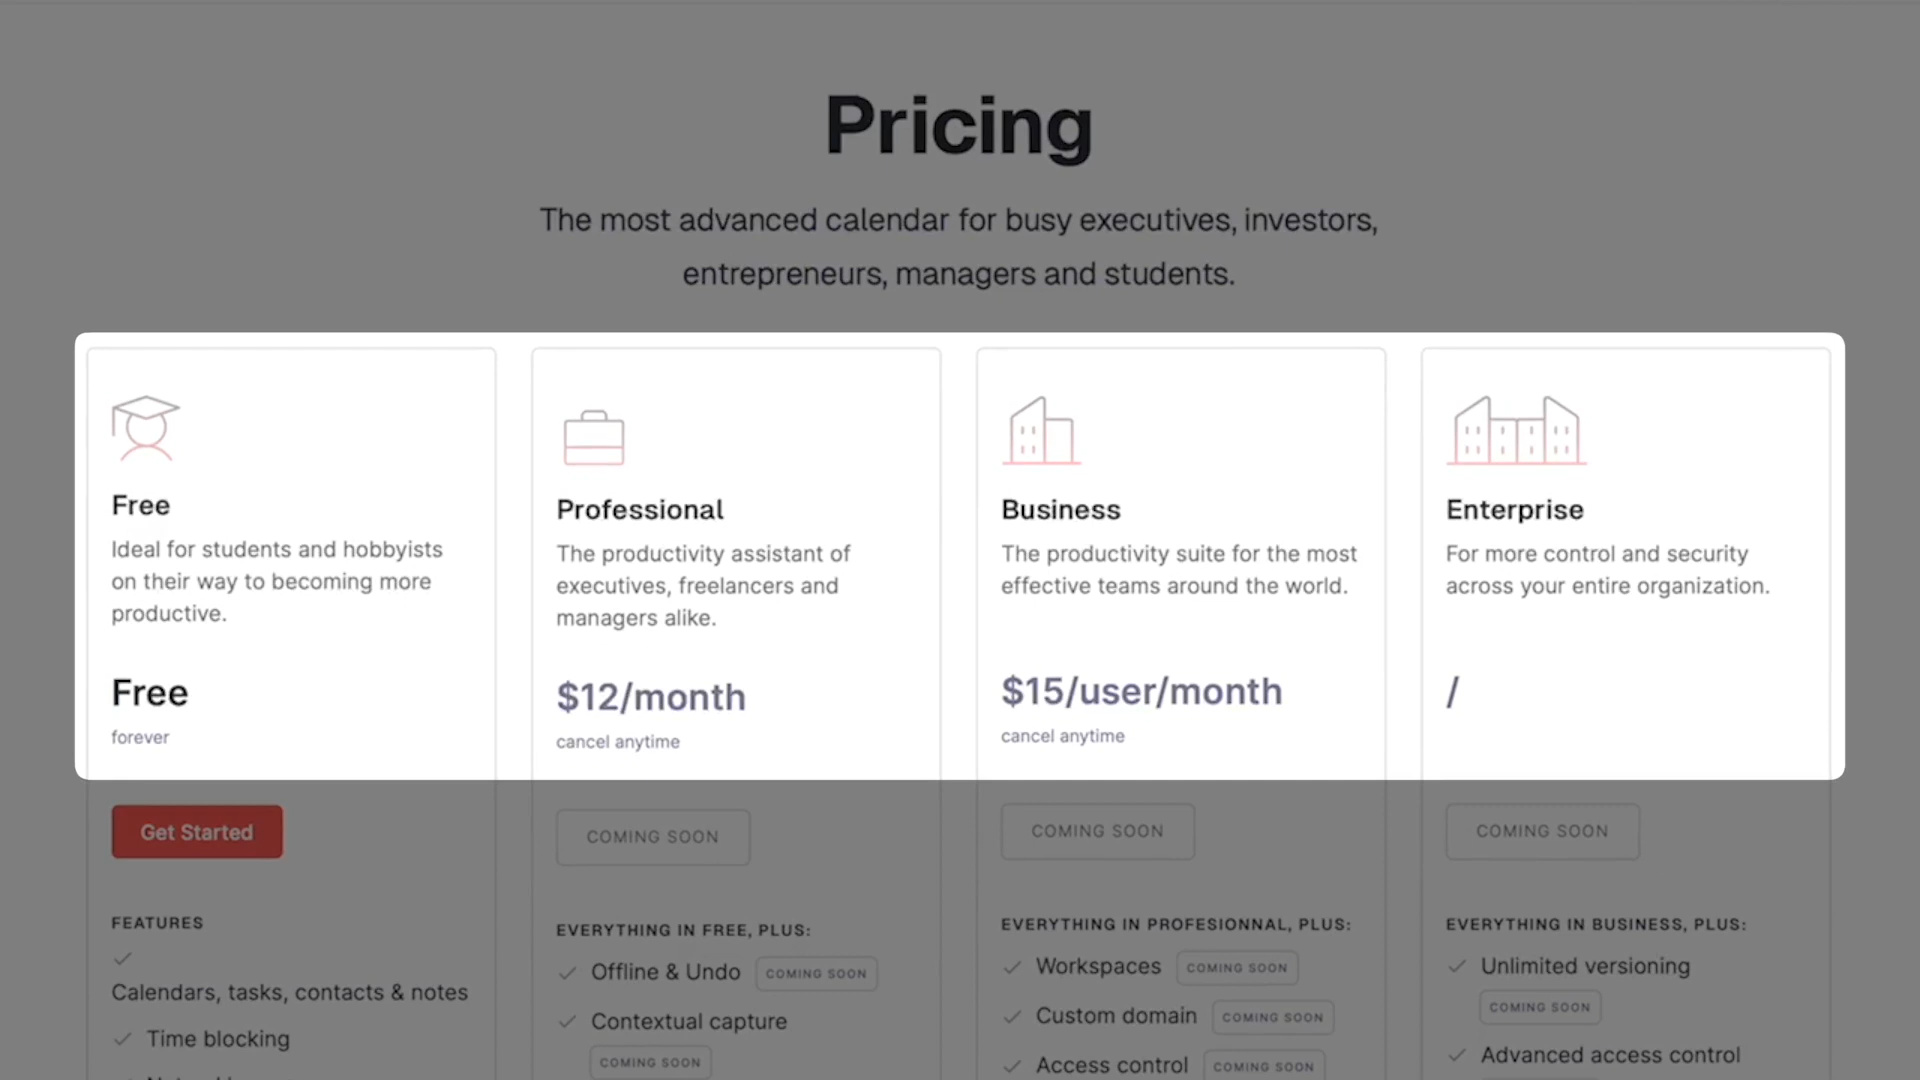 Pricing
The most advanced calendar for busy executives, investors,
entrepreneurs, managers and students.
Free
Ideal for students and hobbyists
on their way to becoming more
productive.
Free
forever
Get Started
FEATURES
Calendars, tasks, contacts & notes
Time blocking
Professional
The productivity assistant of
executives, freelancers and
managers alike.
$12/month
cancel anytime
COMING SOON
EVERYTHING IN FREE, PLUS:
Offline & Undo COMING SOON
Contextual capture
COMING SOON
Business
The productivity suite for the most
effective teams around the world.
$15/user/month
cancel anytime
COMING SOON
EVERYTHING IN PROFESIONNAL, PLUS:
Workspaces COMING SOON
Custom domain COMING SOON
Access control COMING SOON
Enterprise
For more control and security
across your entire organization.
/
COMING SOON
EVERYTHING IN BUSINESS, PLUS:
Unlimited versioning
COMING SOON
Advanced access control